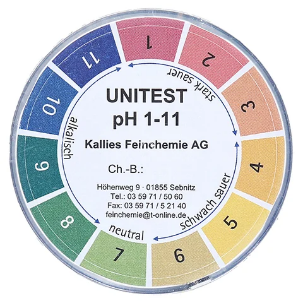 UNITEST
pH 1-11
Kallies Feinchemie AG
Ch.-B.:
Höhenweg 9 · 01855 Sebnitz
Tel.: 03 59 71 / 50 60
Fax: 03 59 71 / 5 21 40
feinchemie@t-online.de
1
2
3
4
5
6
7
8
9
10
11
stark sauer
schwach sauer
neutral
alkalisch